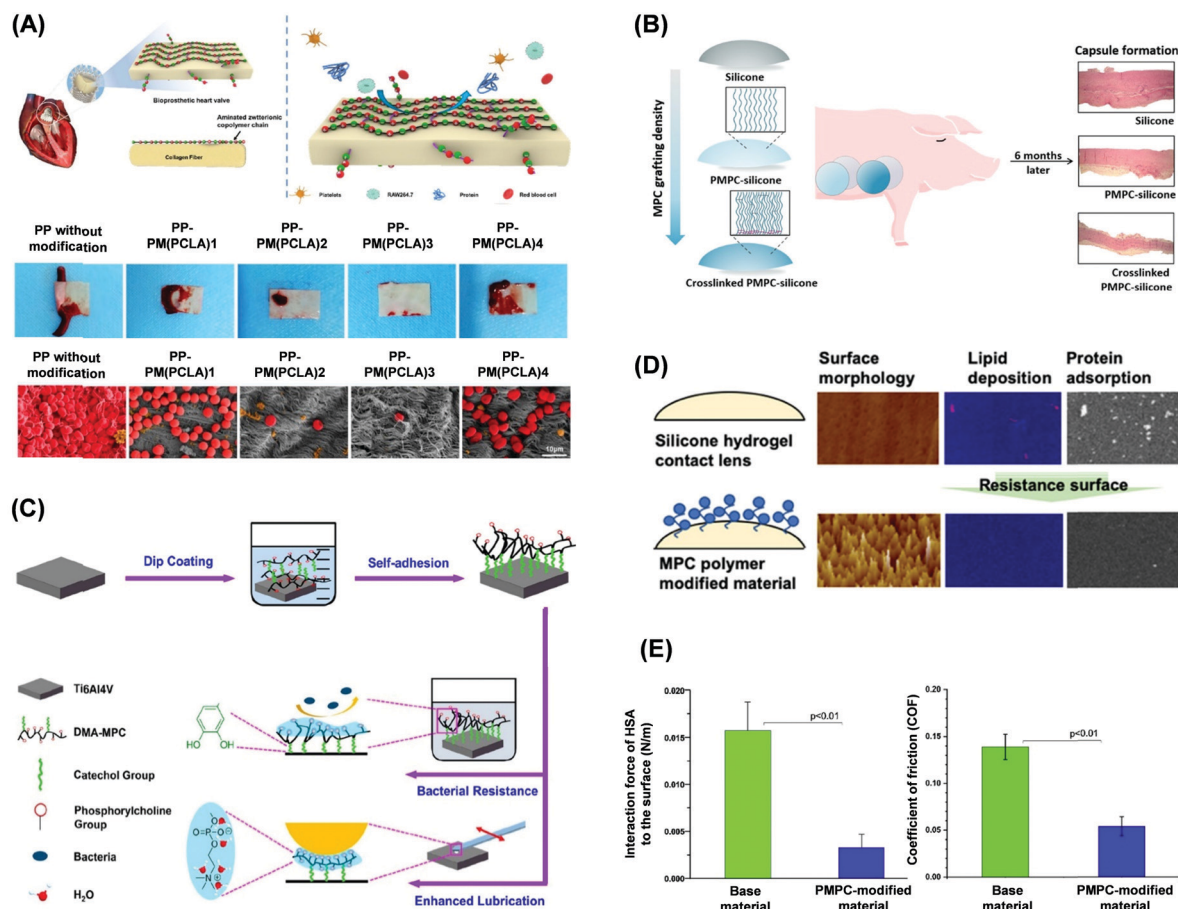 (A)
Bioprosthetic heart valve
Aminated zwitterionic
copolymer chain
Collagen Fiber
Platelets
RAW264.7
Protein
Red blood cell
PP without
modification
PP-
PM(PCLA)1
PP-
PM(PCLA)2
PP-
PM(PCLA)3
PP-
PM(PCLA)4
PP without
modification
PP-
PM(PCLA)1
PP-
PM(PCLA)2
PP-
PM(PCLA)3
PP-
PM(PCLA)4
10μm
(B)
MPC grafting density
Silicone
PMPC-silicone
Crosslinked PMPC-silicone
6 months
later
Capsule formation
Silicone
PMPC-silicone
Crosslinked
PMPC-silicone
(C)
Dip Coating
Self-adhesion
Ti6Al4V
DMA-MPC
Catechol Group
Phosphorylcholine
Group
Bacteria
H₂O
HO
OH
Bacterial Resistance
Enhanced Lubrication
(D)
Surface
morphology
Lipid
deposition
Protein
adsorption
Silicone hydrogel
contact lens
Resistance surface
MPC polymer
modified material
(E)
Interaction force of HSA
to the surface (N/m)
0.020
0.015
0.010
0.005
0.000
p<0.01
Base
material
PMPC-modified
material
Coefficient of friction (COF)
0.20
0.15
0.10
0.05
0.00
p<0.01
Base
material
PMPC-modified
material